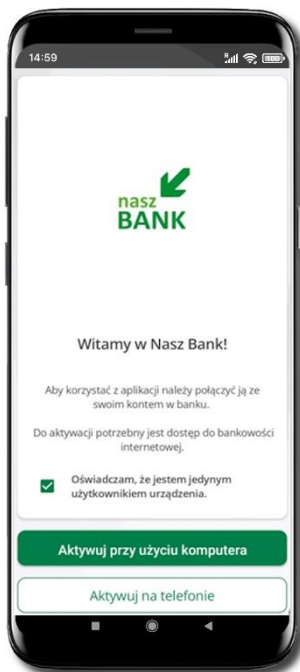 14:59
nasz
BANK
Witamy w Nasz Bank!
Aby korzystać z aplikacji należy połączyć ją ze
swoim kontem w banku.
Do aktywacji potrzebny jest dostęp do bankowości
internetowej.
Oświadczam, że jestem jedynym
użytkownikiem urządzenia.
Aktywuj przy użyciu komputera
Aktywuj na telefonie